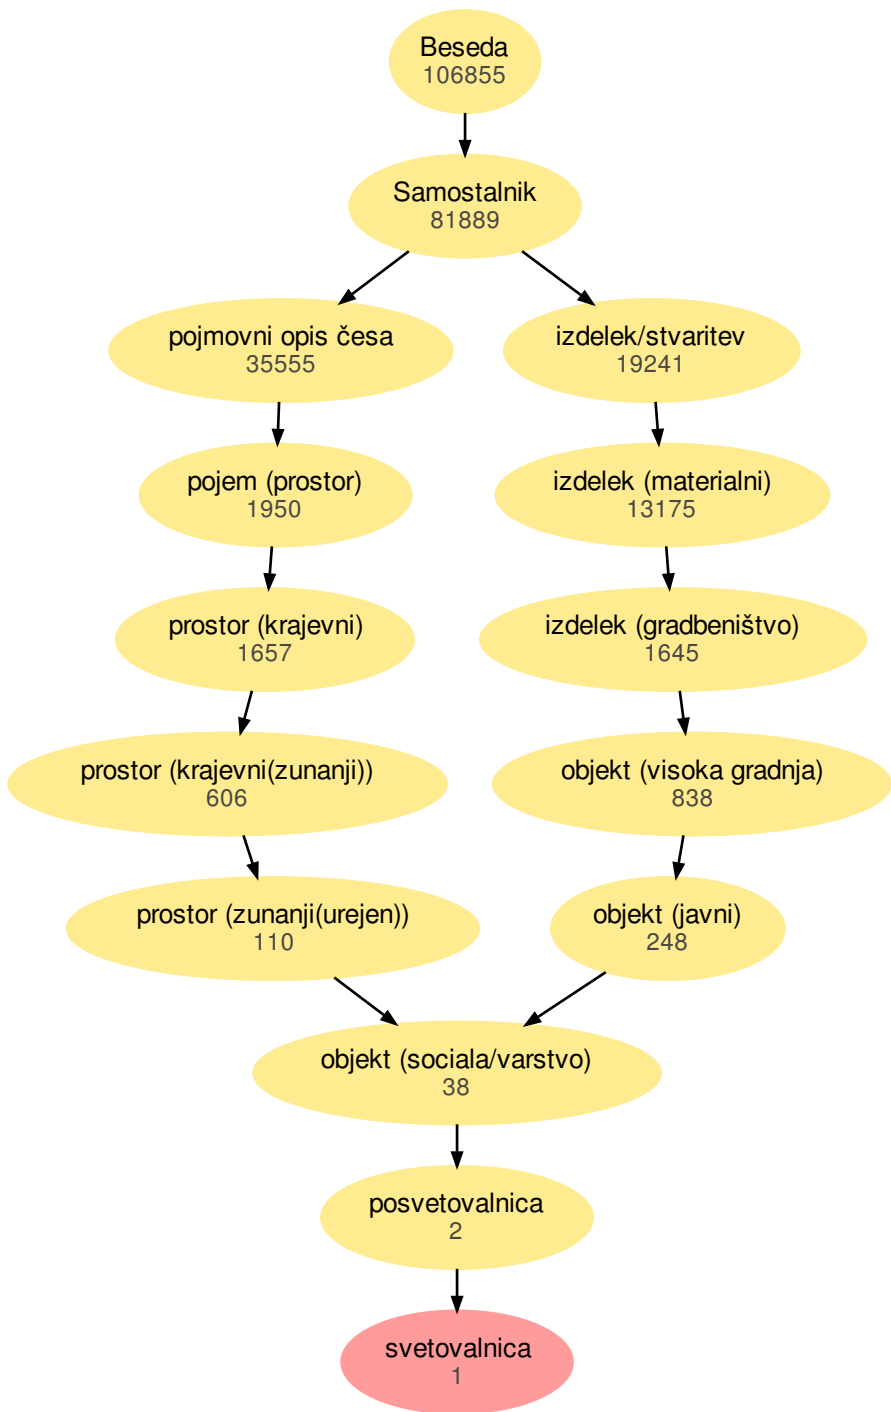 Beseda
106855
Samostalnik
81889
pojmovni opis česa
35555
izdelek/stvaritev
19241
pojem (prostor)
1950
izdelek (materialni)
13175
prostor (krajevni)
1657
izdelek (gradbeništvo)
1645
prostor (krajevni(zunanji))
606
objekt (visoka gradnja)
838
prostor (zunanji(urejen))
110
objekt (javni)
248
objekt (sociala/varstvo)
38
posvetovalnica
2
svetovalnica
1